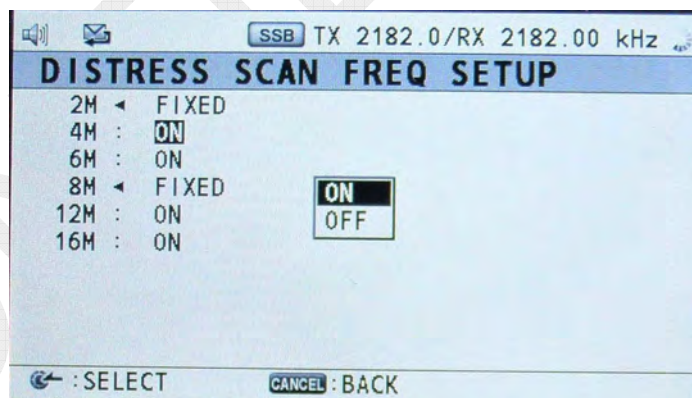 SSB TX 2182.0/RX 2182.00 kHz
DISTRESS SCAN FREQ SETUP
2M ◄ FIXED
4M : ON
6M : ON
8M ◄ FIXED
12M : ON
16M : ON
ON
OFF
:SELECT CANCEL:BACK